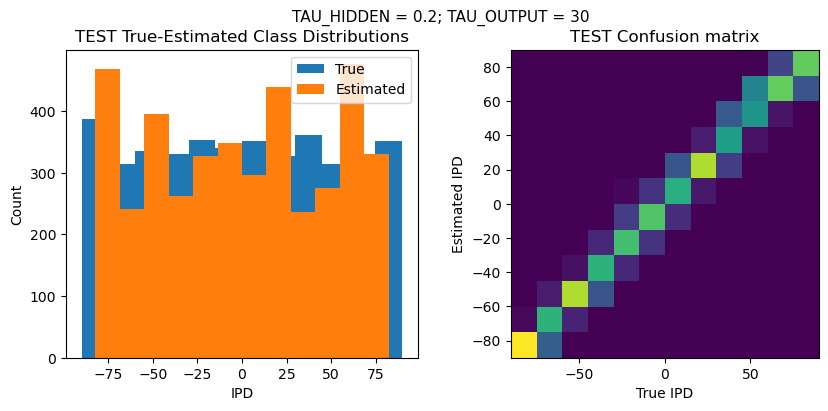 TAU_HIDDEN = 0.2; TAU_OUTPUT = 30
TEST True-Estimated Class Distributions
True
Estimated
Count
400
300
200
100
0
−75
−50
−25
0
25
50
75
IPD
TEST Confusion matrix
Estimated IPD
80
60
40
20
0
−20
−40
−60
−80
−50
0
50
True IPD